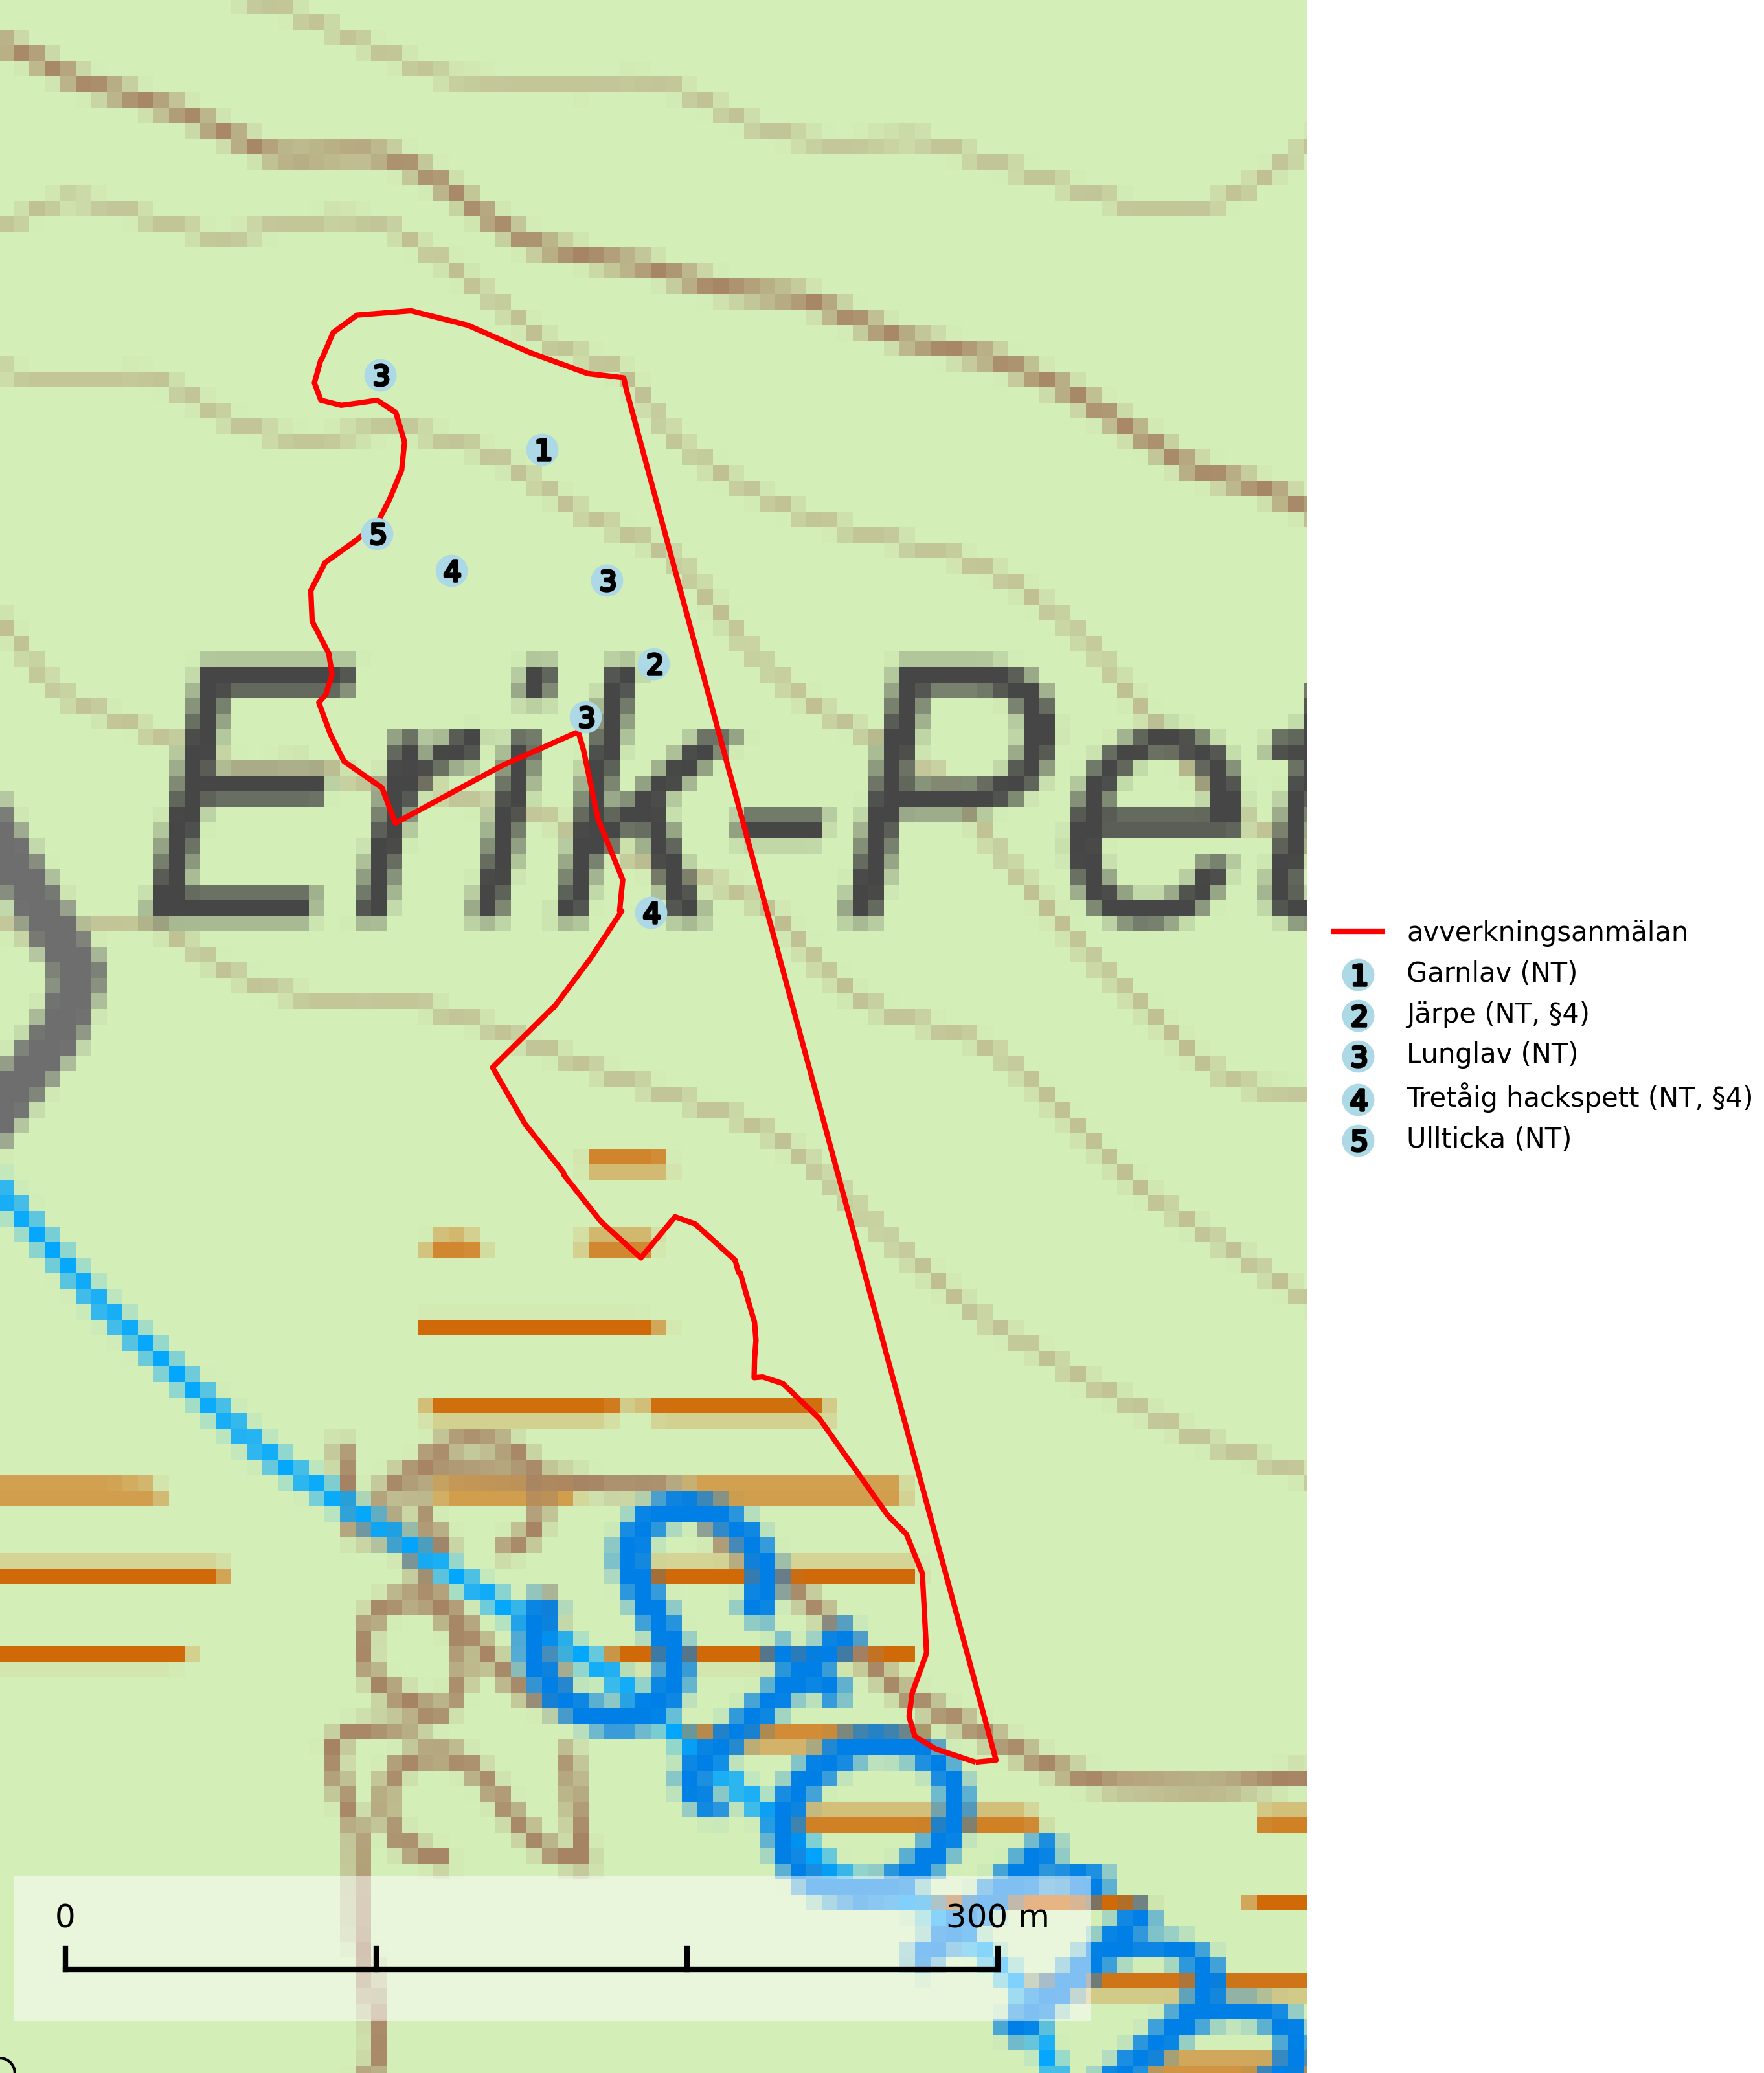 3
1
5
4
3
2
3
Erik-Pet
4
avverkningsanmälan
1 Garnlav (NT)
2 Järpe (NT, §4)
3 Lunglav (NT)
4 Tretåig hackspett (NT, §4)
5 Ullticka (NT)
0 300 m